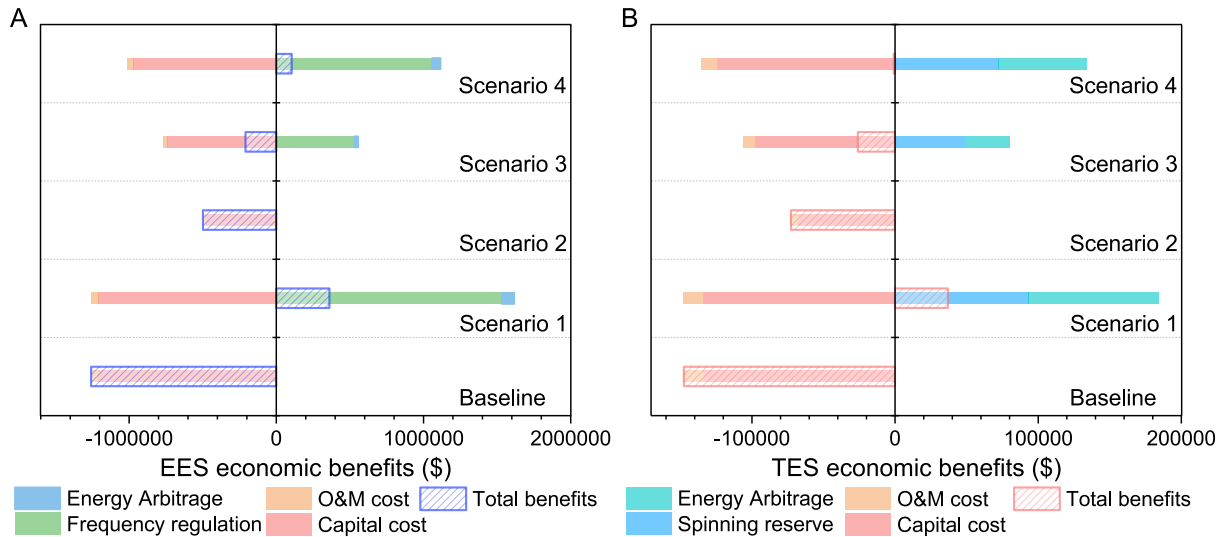 A
Scenario 4
Scenario 3
Scenario 2
Scenario 1
Baseline
-1000000 0 1000000 2000000
EES economic benefits ($)
Energy Arbitrage O&M cost Total benefits
Frequency regulation Capital cost
B
Scenario 4
Scenario 3
Scenario 2
Scenario 1
Baseline
-100000 0 100000 200000
TES economic benefits ($)
Energy Arbitrage O&M cost Total benefits
Spinning reserve Capital cost